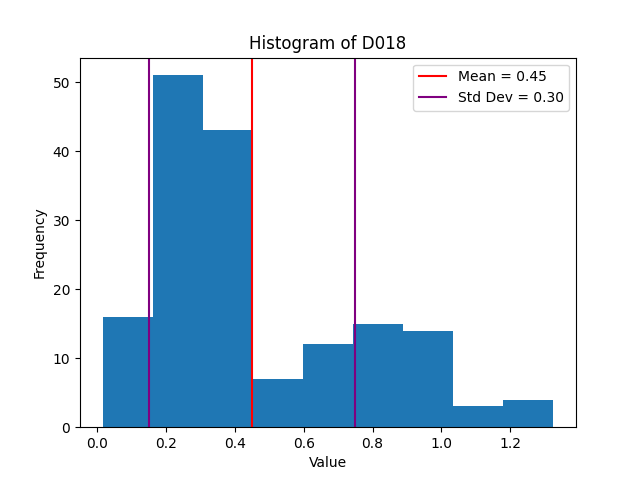 Histogram of D018
Mean = 0.45
Std Dev = 0.30
50
40
30
20
10
0
Frequency
0.0 0.2 0.4 0.6 0.8 1.0 1.2
Value